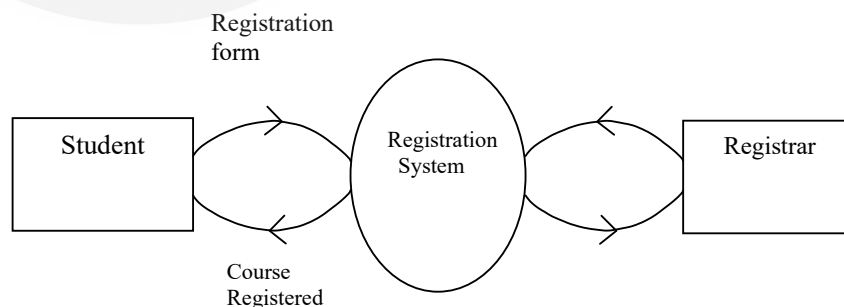 Registration
form
Student
Registration
System
Registrar
Course
Registered